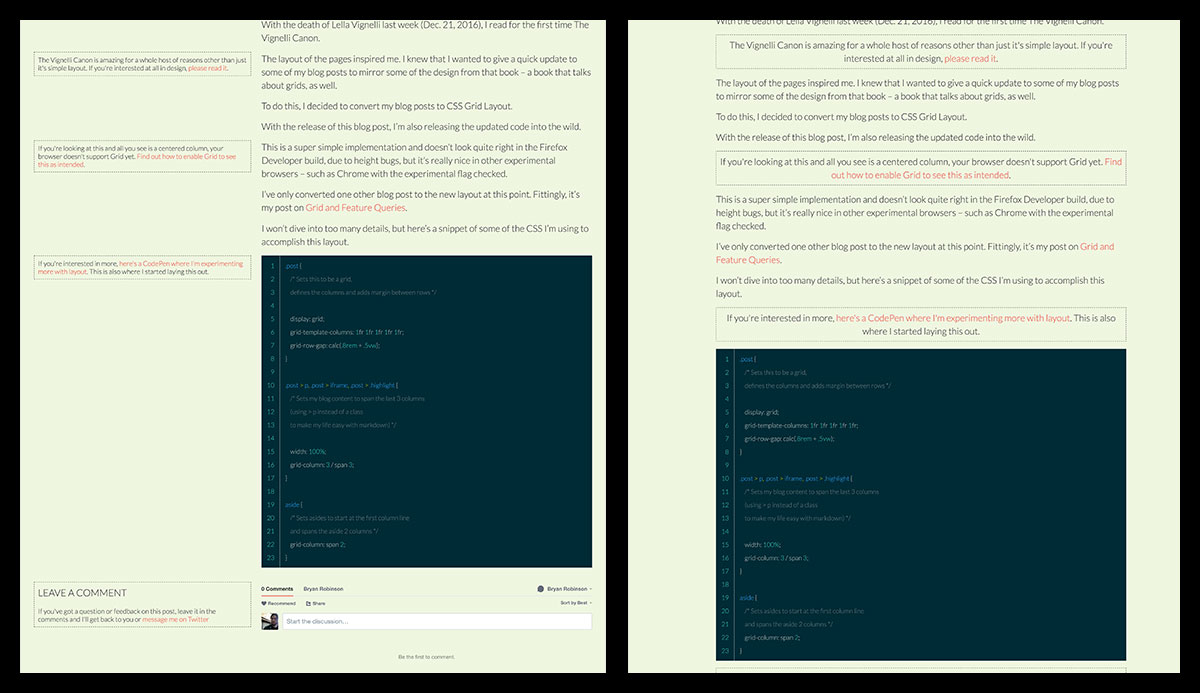 With the death of Lella Vignelli last week (Dec. 21, 2016), I read for the first time The
Vignelli Canon.
The Vignelli Canon is amazing for a whole host of reasons other than just
it's simple layout. If you're interested at all in design, please read it.
The layout of the pages inspired me. I knew that I wanted to give a quick update to
some of my blog posts to mirror some of the design from that book – a book that talks
about grids, as well.
To do this, I decided to convert my blog posts to CSS Grid Layout.
With the release of this blog post, I'm also releasing the updated code into the wild.
If you're looking at this and all you see is a centered column, your
browser doesn't support Grid yet. Find out how to enable Grid to see
this as intended.
This is a super simple implementation and doesn't look quite right in the Firefox
Developer build, due to height bugs, but it's really nice in other experimental
browsers – such as Chrome with the experimental flag checked.
I've only converted one other blog post to the new layout at this point. Fittingly, it's
my post on Grid and Feature Queries.
I won't dive into too many details, but here's a snippet of some of the CSS I'm using to
accomplish this layout.
If you're interested in more, here's a CodePen where I'm experimenting
more with layout. This is also where I started laying this out.
1 .post {
2 /* Sets this to be a grid,
3 defines the columns and adds margin between rows */
4
5 display: grid;
6 grid-template-columns: 1fr 1fr 1fr 1fr 1fr;
7 grid-row-gap: calc(.8rem + .5vw);
8 }
9
10 .post > p, .post > iframe, .post > .highlight {
11 /* Sets my blog content to span the last 3 columns
12 (using > p instead of a class
13 to make my life easy with markdown) */
14
15 width: 100%;
16 grid-column: 3 / span 3;
17 }
18
19 aside {
20 /* Sets asides to start at the first column line
21 and spans the aside 2 columns */
22 grid-column: span 2;
23 }
LEAVE A COMMENT
If you've got a question or feedback on this post, leave it in the
comments and I'll get back to you or message me on Twitter
0 Comments Bryan Robinson Bryan Robinson
Recommend Share Sort by Best
Start the discussion...
Be the first to comment.
With the death of Lella Vignelli last week (Dec. 21, 2016), I read for the first time The Vignelli Canon.
The Vignelli Canon is amazing for a whole host of reasons other than just it's simple layout. If you're
interested at all in design, please read it.
The layout of the pages inspired me. I knew that I wanted to give a quick update to some of my blog posts
to mirror some of the design from that book – a book that talks about grids, as well.
To do this, I decided to convert my blog posts to CSS Grid Layout.
With the release of this blog post, I'm also releasing the updated code into the wild.
If you're looking at this and all you see is a centered column, your browser doesn't support Grid yet. Find
out how to enable Grid to see this as intended.
This is a super simple implementation and doesn't look quite right in the Firefox Developer build, due to
height bugs, but it's really nice in other experimental browsers – such as Chrome with the experimental
flag checked.
I've only converted one other blog post to the new layout at this point. Fittingly, it's my post on Grid and
Feature Queries.
I won't dive into too many details, but here's a snippet of some of the CSS I'm using to accomplish this
layout.
If you're interested in more, here's a CodePen where I'm experimenting more with layout. This is also
where I started laying this out.
1 .post {
2 /* Sets this to be a grid,
3 defines the columns and adds margin between rows */
4
5 display: grid;
6 grid-template-columns: 1fr 1fr 1fr 1fr 1fr;
7 grid-row-gap: calc(.8rem + .5vw);
8 }
9
10 .post > p, .post > iframe, .post > .highlight {
11 /* Sets my blog content to span the last 3 columns
12 (using > p instead of a class
13 to make my life easy with markdown) */
14
15 width: 100%;
16 grid-column: 3 / span 3;
17 }
18
19 aside {
20 /* Sets asides to start at the first column line
21 and spans the aside 2 columns */
22 grid-column: span 2;
23 }